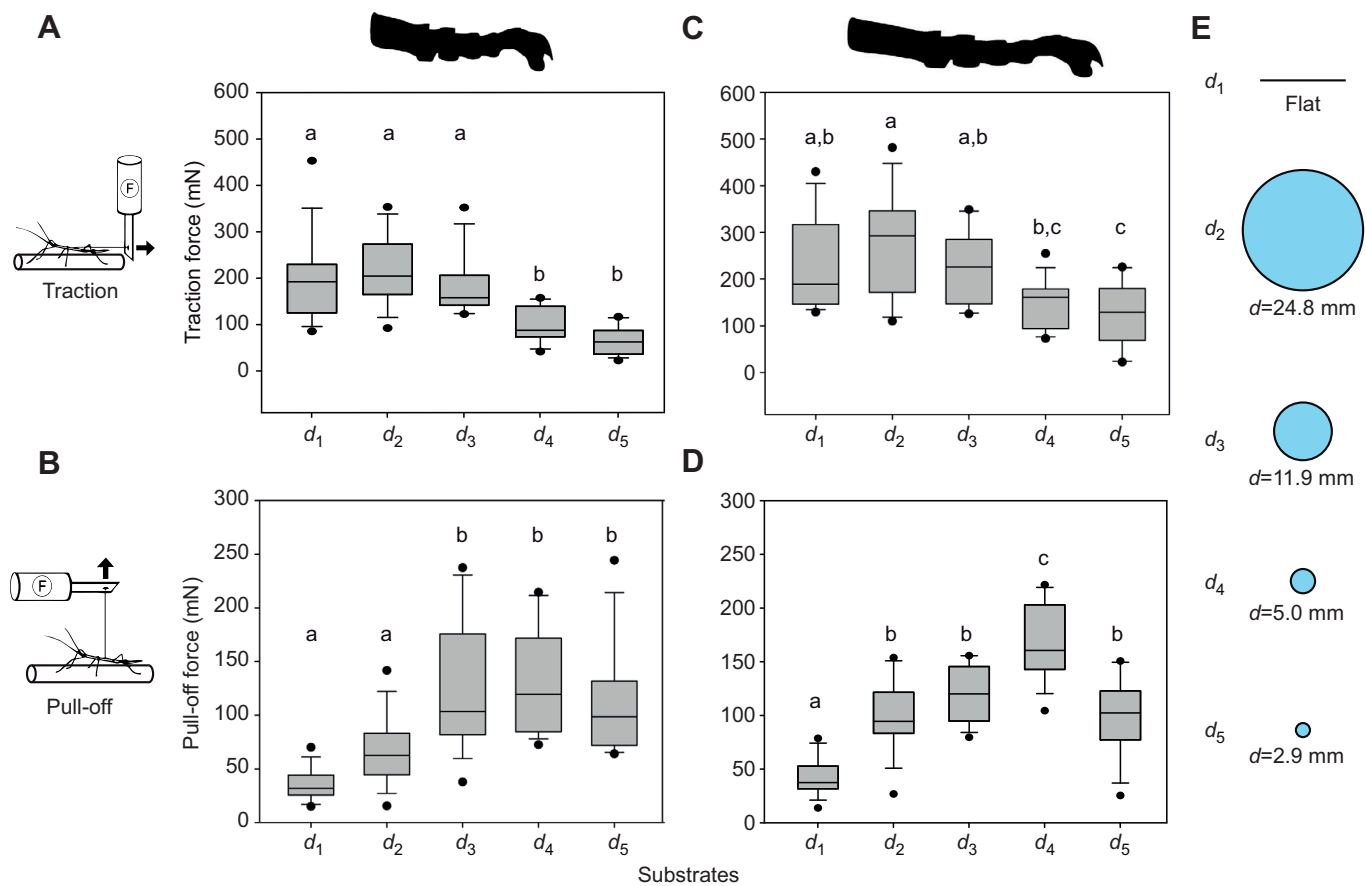 A
C
E
d1
Flat
d2
d=24.8 mm
d3
d=11.9 mm
d4
d=5.0 mm
d5
d=2.9 mm
F
Traction
Traction force (mN)
600
500
400
300
200
100
0
a
a
a
b
b
d1 d2 d3 d4 d5
600
500
400
300
200
100
0
a,b
a
a,b
b,c
c
d1 d2 d3 d4 d5
B
D
F
Pull-off
Pull-off force (mN)
300
250
200
150
100
50
0
a
a
b
b
b
d1 d2 d3 d4 d5
300
250
200
150
100
50
0
a
b
b
c
b
d1 d2 d3 d4 d5
Substrates